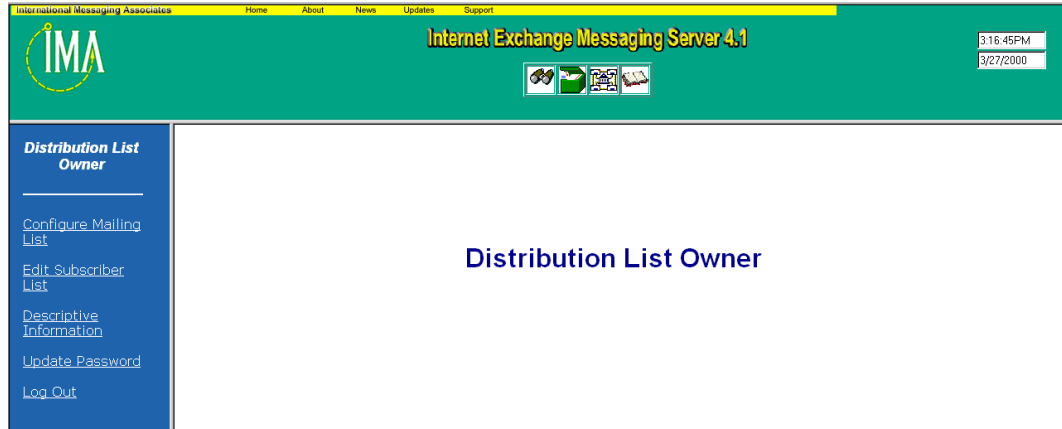 International Messaging Associates Home About News Updates Support
IMA
Internet Exchange Messaging Server 4.1
3:16:45PM
3/27/2000
Distribution List
Owner
Configure Mailing
List
Edit Subscriber
List
Descriptive
Information
Update Password
Log Out
Distribution List Owner